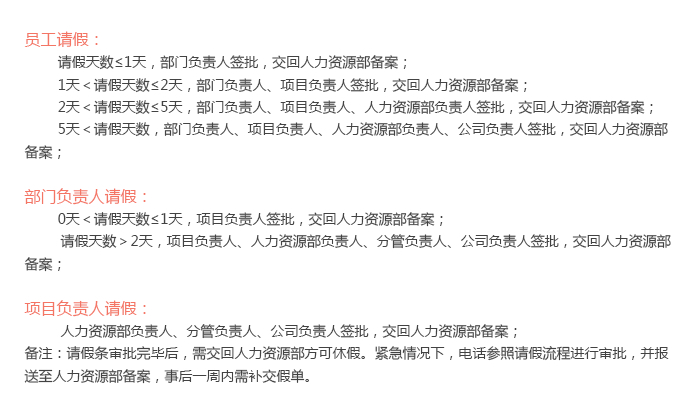 员工请假：
请假天数≤1天，部门负责人签批，交回人力资源部备案；
1天＜请假天数≤2天，部门负责人、项目负责人签批，交回人力资源部备案；
2天＜请假天数≤5天，部门负责人、项目负责人、人力资源部负责人签批，交回人力资源部备案；
5天＜请假天数，部门负责人、项目负责人、人力资源部负责人、公司负责人签批，交回人力资源部
备案；
部门负责人请假：
0天＜请假天数≤1天，项目负责人签批，交回人力资源部备案；
请假天数＞2天，项目负责人、人力资源部负责人、分管负责人、公司负责人签批，交回人力资源部
备案；
项目负责人请假：
人力资源部负责人、分管负责人、公司负责人签批，交回人力资源部备案；
备注：请假条审批完毕后，需交回人力资源部方可休假。紧急情况下，电话参照请假流程进行审批，并报
送至人力资源部备案，事后一周内需补交假单。